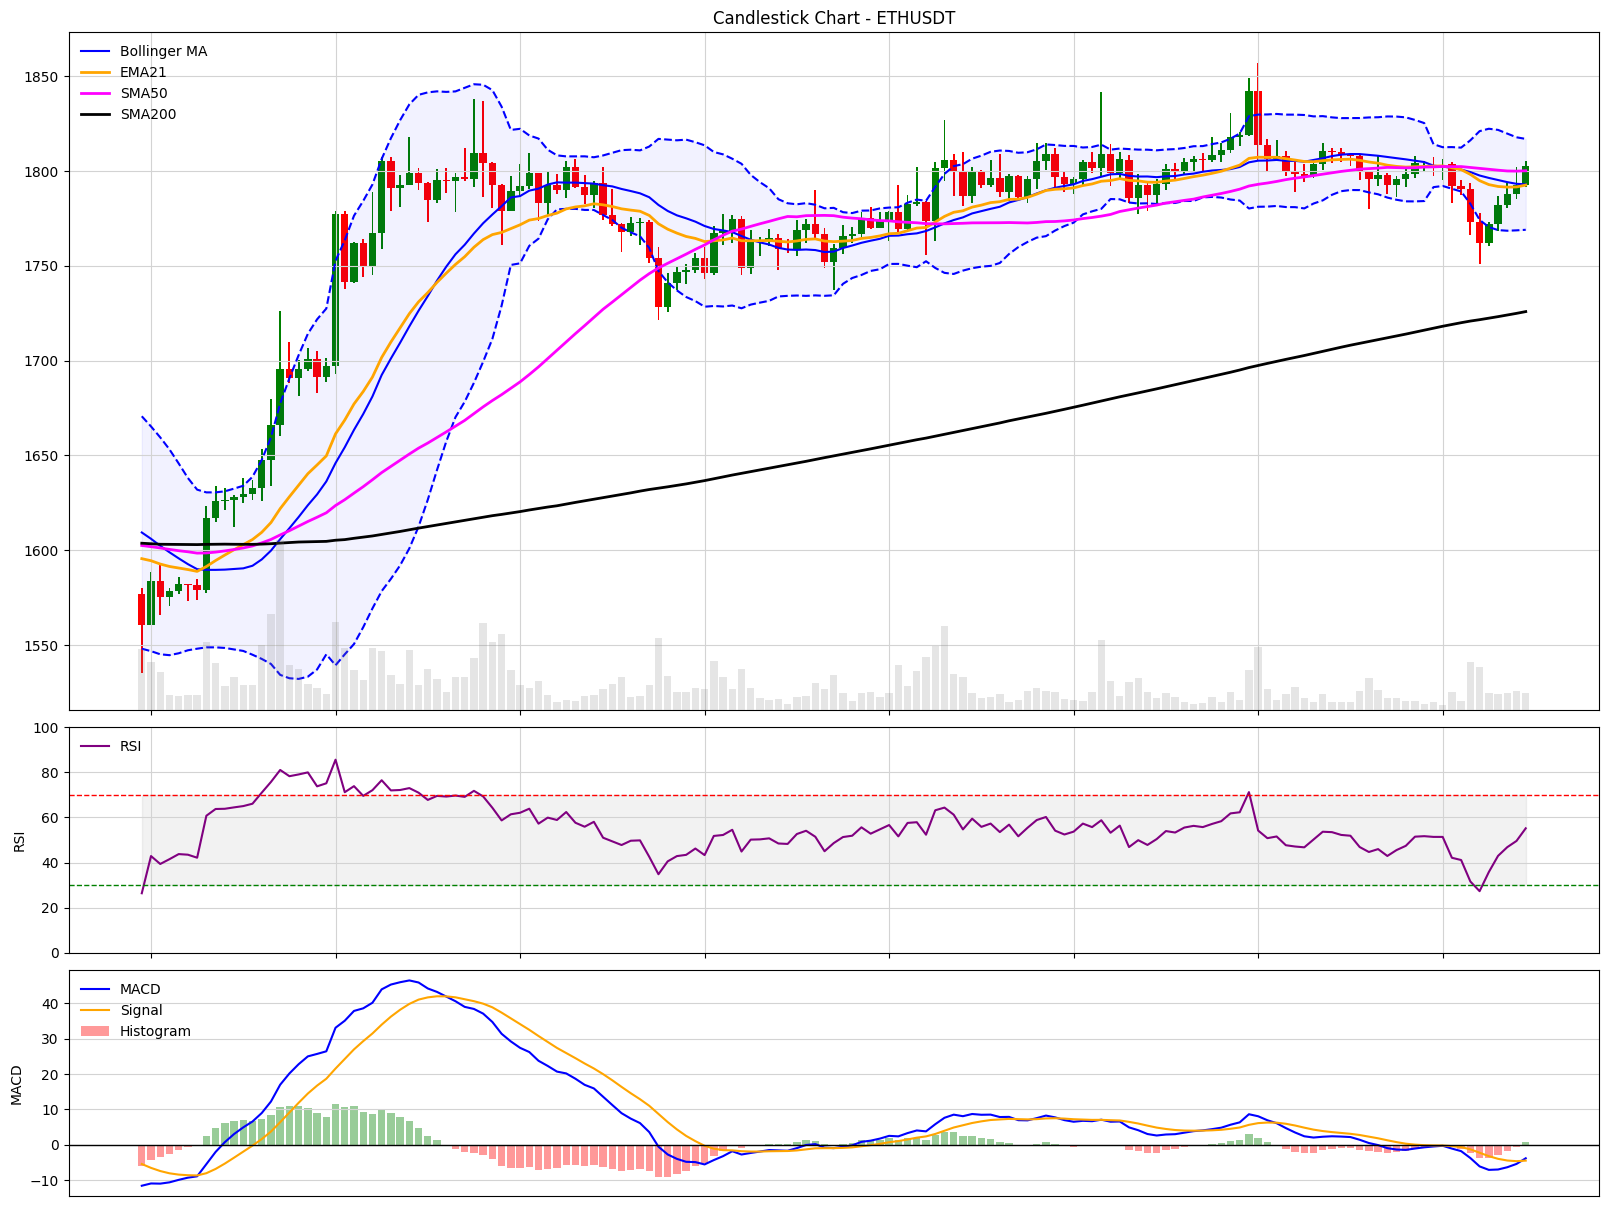 Candlestick Chart - ETHUSDT
Bollinger MA
EMA21
SMA50
SMA200
1850
1800
1750
1700
1650
1600
1550
100
80
60
40
20
0
RSI
RSI
40
30
20
10
0
−10
MACD
MACD
Signal
Histogram